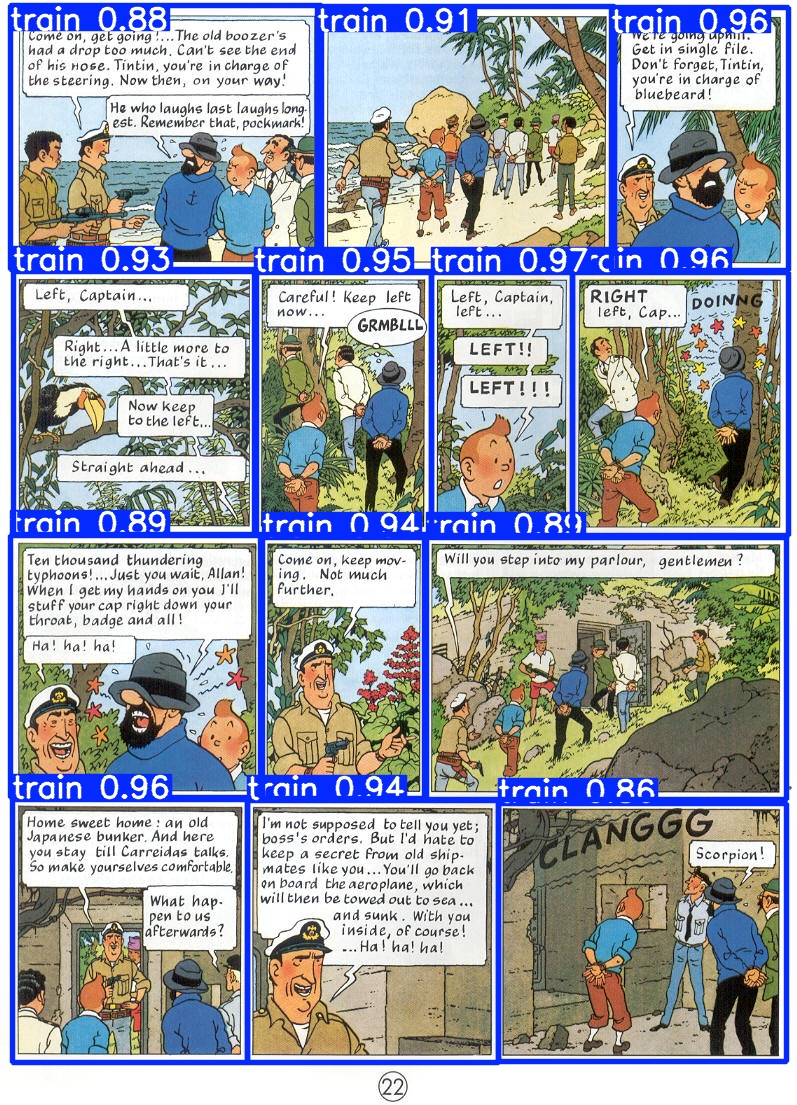 train 0.88
train 0.91
train 0.96
Come on, get going!...The old boozer's
had a drop too much. Can't see the end
of his nose. Tintin, you're in charge of
the steering. Now then, on your way!
He who laughs last laughs long-
est. Remember that, pockmark!
We're going uphill.
Get in single file.
Don't forget, Tintin,
you're in charge of
bluebeard!
train 0.93
train 0.95
train 0.97
train 0.96
Left, Captain...
Right...A little more to
the right...That's it...
Now keep
to the left...
Straight ahead...
Careful! Keep left
now...
GRMBLLL
Left, Captain,
left...
LEFT!!
LEFT!!!
RIGHT
left, Cap...
DOINNG
train 0.89
train 0.94
train 0.89
Ten thousand thundering
typhoons!...Just you wait, Allan!
When I get my hands on you I'll
stuff your cap right down your
throat, badge and all!
Ha! ha! ha!
Come on, keep mov-
ing. Not much
further.
Will you step into my parlour, gentlemen?
train 0.96
train 0.94
train 0.86
Home sweet home: an old
Japanese bunker. And here
you stay till Carreidas talks.
So make yourselves comfortable.
What hap-
pen to us
afterwards?
I'm not supposed to tell you yet;
boss's orders. But I'd hate to
keep a secret from old ship-
mates like you...You'll go back
on board the aeroplane, which
will then be towed out to sea...
and sunk. With you
inside, of course!
...Ha! ha! ha!
CLANGGG
Scorpion!
22